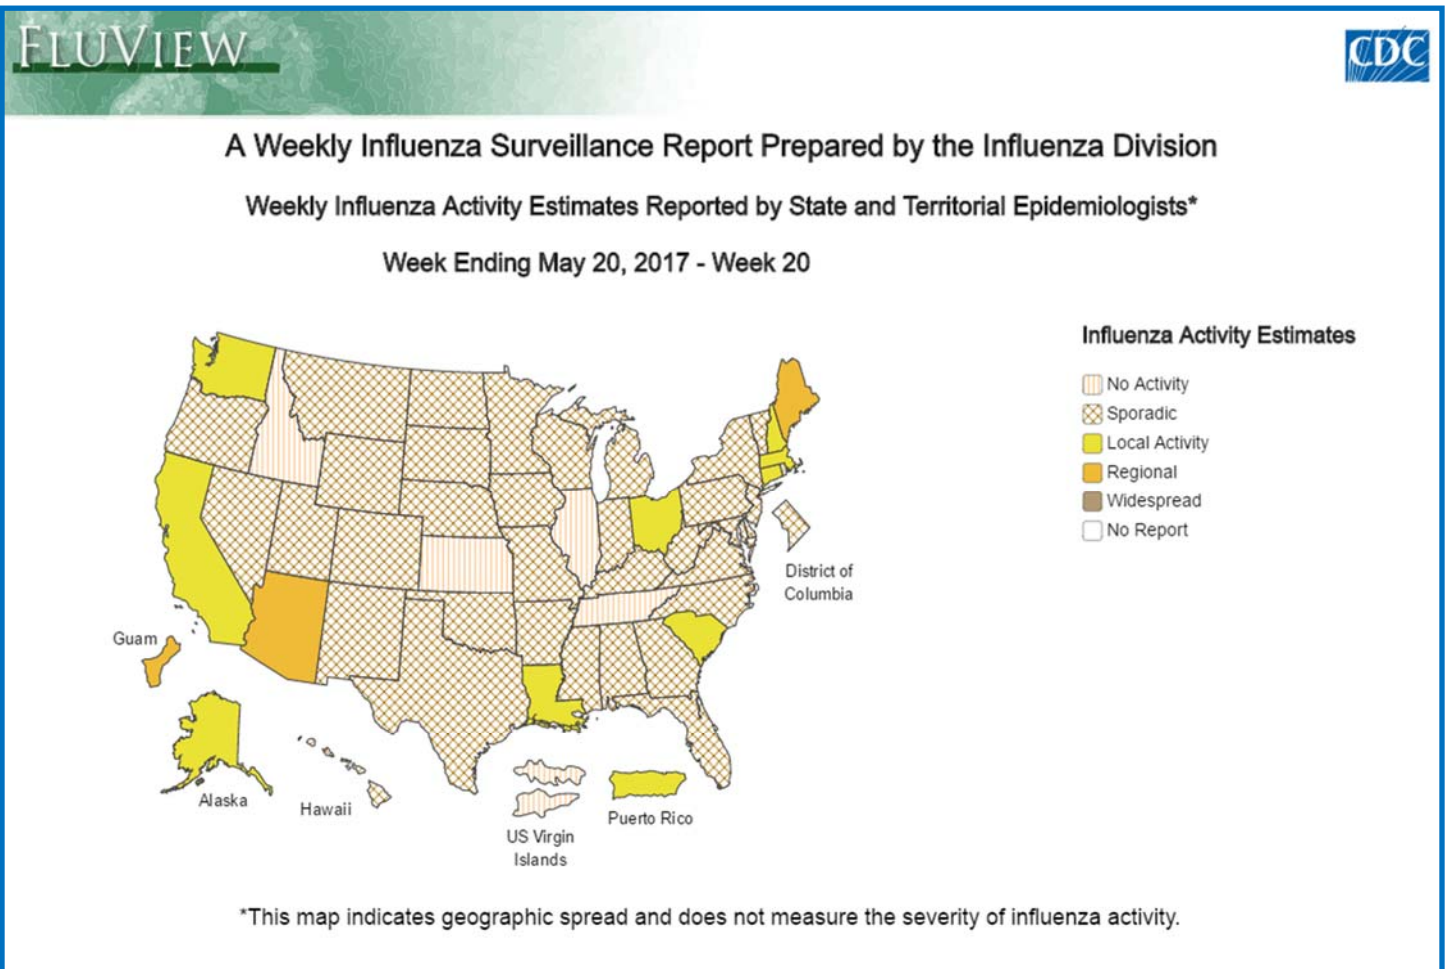 FLUVIEW
CDC
A Weekly Influenza Surveillance Report Prepared by the Influenza Division
Weekly Influenza Activity Estimates Reported by State and Territorial Epidemiologists*
Week Ending May 20, 2017 - Week 20
Influenza Activity Estimates
No Activity
Sporadic
Local Activity
Regional
Widespread
No Report
District of
Columbia
Guam
Alaska
Hawaii
US Virgin
Islands
Puerto Rico
*This map indicates geographic spread and does not measure the severity of influenza activity.